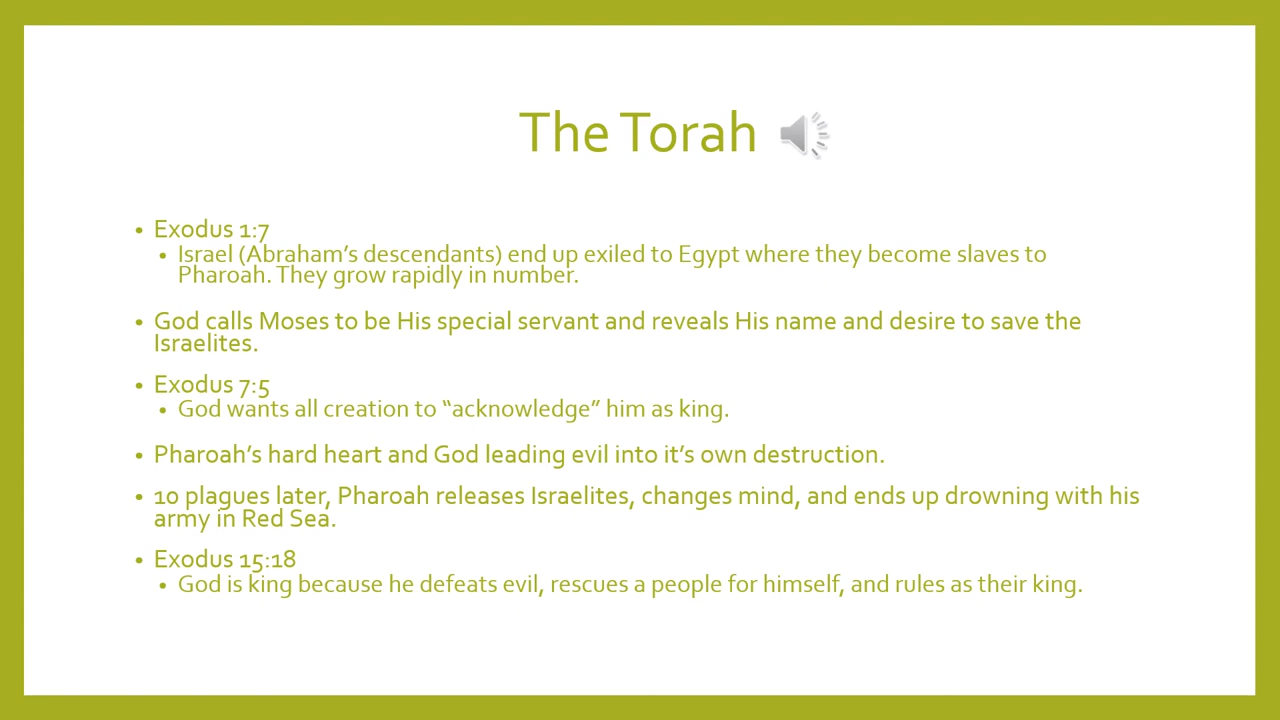 The Torah
• Exodus 1:7
• Israel (Abraham’s descendants) end up exiled to Egypt where they become slaves to
Pharoah. They grow rapidly in number.
• God calls Moses to be His special servant and reveals His name and desire to save the
Israelites.
• Exodus 7:5
• God wants all creation to “acknowledge” him as king.
• Pharoah’s hard heart and God leading evil into it’s own destruction.
• 10 plagues later, Pharoah releases Israelites, changes mind, and ends up drowning with his
army in Red Sea.
• Exodus 15:18
• God is king because he defeats evil, rescues a people for himself, and rules as their king.